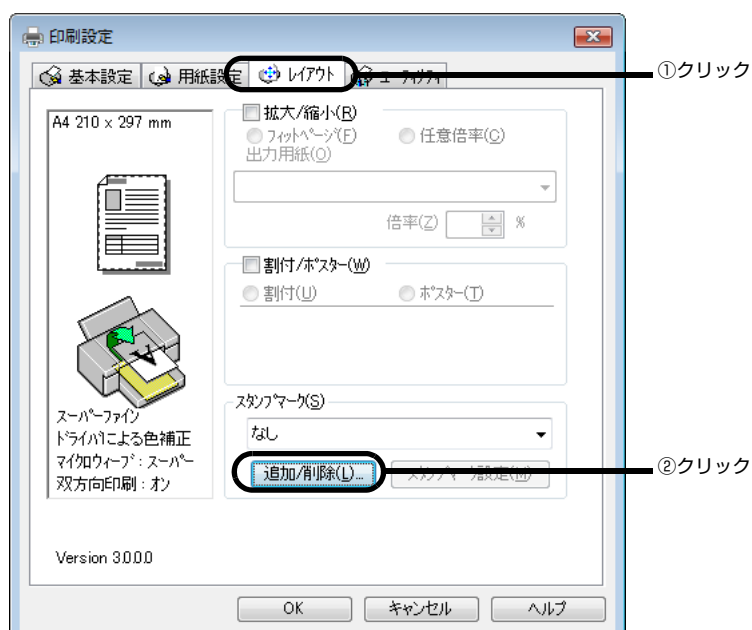 印刷設定
基本設定 用紙設定 レイアウト ユーティリティ
①クリック
A4 210 x 297 mm
拡大/縮小(R)
フィットページ(F) 任意倍率(C)
出力用紙(O)
倍率(Z) %
割付/ポスター(W)
割付(U) ポスター(T)
スーパーファイン
ドライバによる色補正
マイクロウィーブ:スーパー
双方向印刷:オン
スタンプマーク(S)
なし
追加/削除(L)... スタンプマーク設定(M)
②クリック
Version 3.0.0.0
OK キャンセル ヘルプ